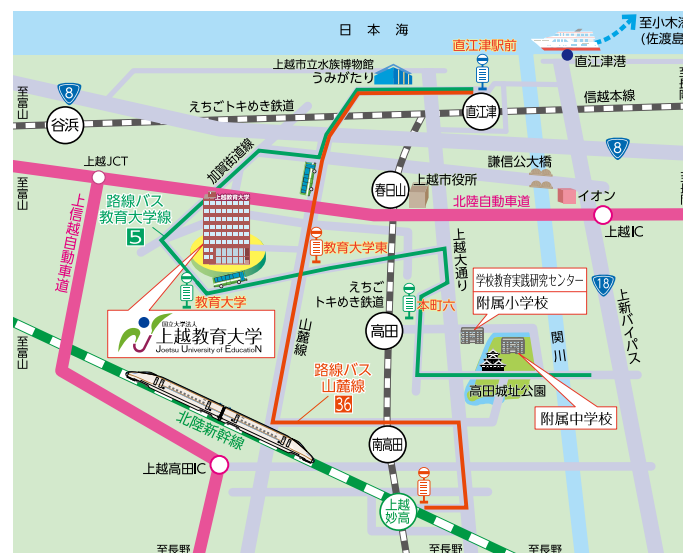 日本海
至小木港
(佐渡島)
直江津駅前
直江津港
上越市立水族博物館
うみがたり
8
至富山
えちごトキめき鉄道
信越本線
谷浜
直江津
8
加賀街道線
上越JCT
謙信公大橋
春日山
上越市役所
イオン
至富山
北陸自動車道
上越IC
上信越自動車道
路線バス
教育大学線
5
上越教育大学
教育大学東
上越大通り
学校教育実践研究センター
附属小学校
18
上新バイパス
教育大学
えちご
トキめき鉄道
本町六
関川
国立大学法人
上越教育大学
Joetsu University of EducatioN
山麓線
高田
至富山
路線バス
山麓線
36
高田城址公園
附属中学校
北陸新幹線
南高田
上越高田IC
上越
妙高
至長野
至長野
至長野